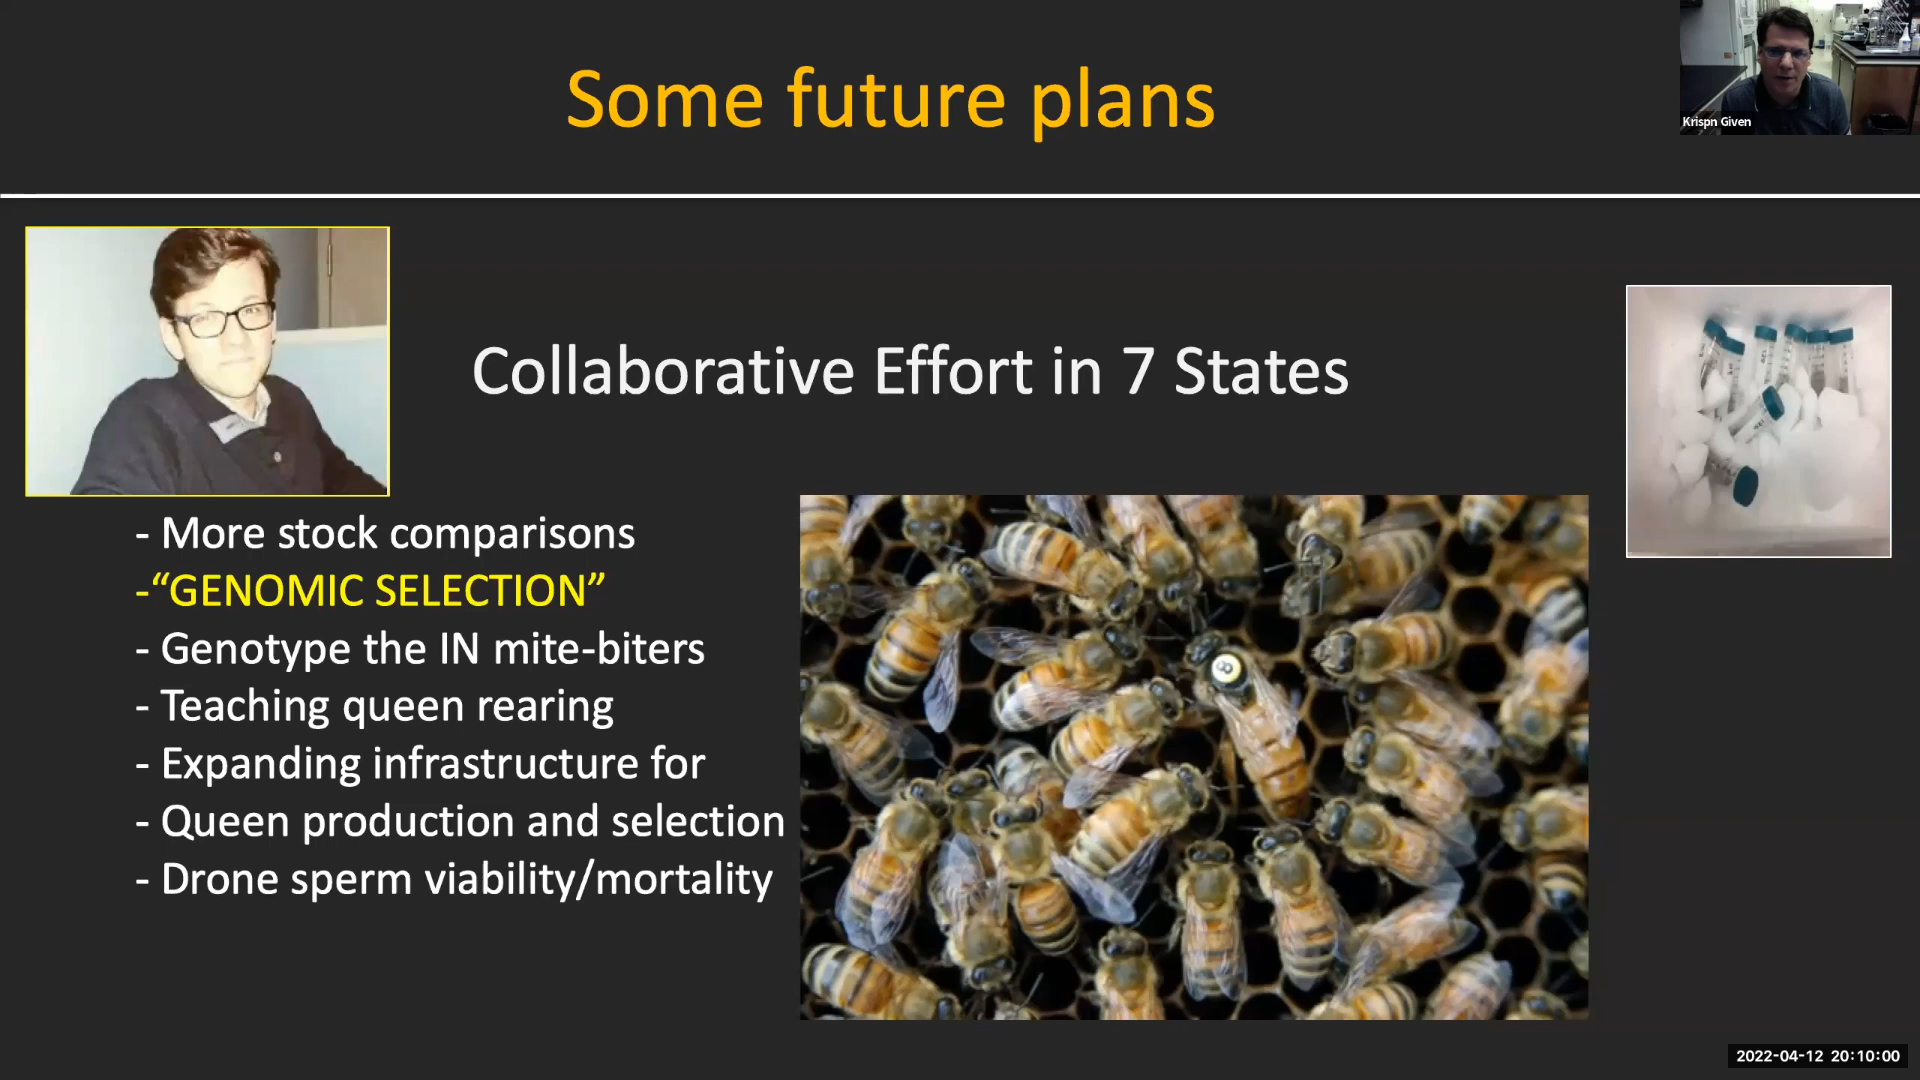 Some future plans
Krispn Given
Collaborative Effort in 7 States
- More stock comparisons
-“GENOMIC SELECTION”
- Genotype the IN mite-biters
- Teaching queen rearing
- Expanding infrastructure for
- Queen production and selection
- Drone sperm viability/mortality
8
2022-04-12 20:10:00